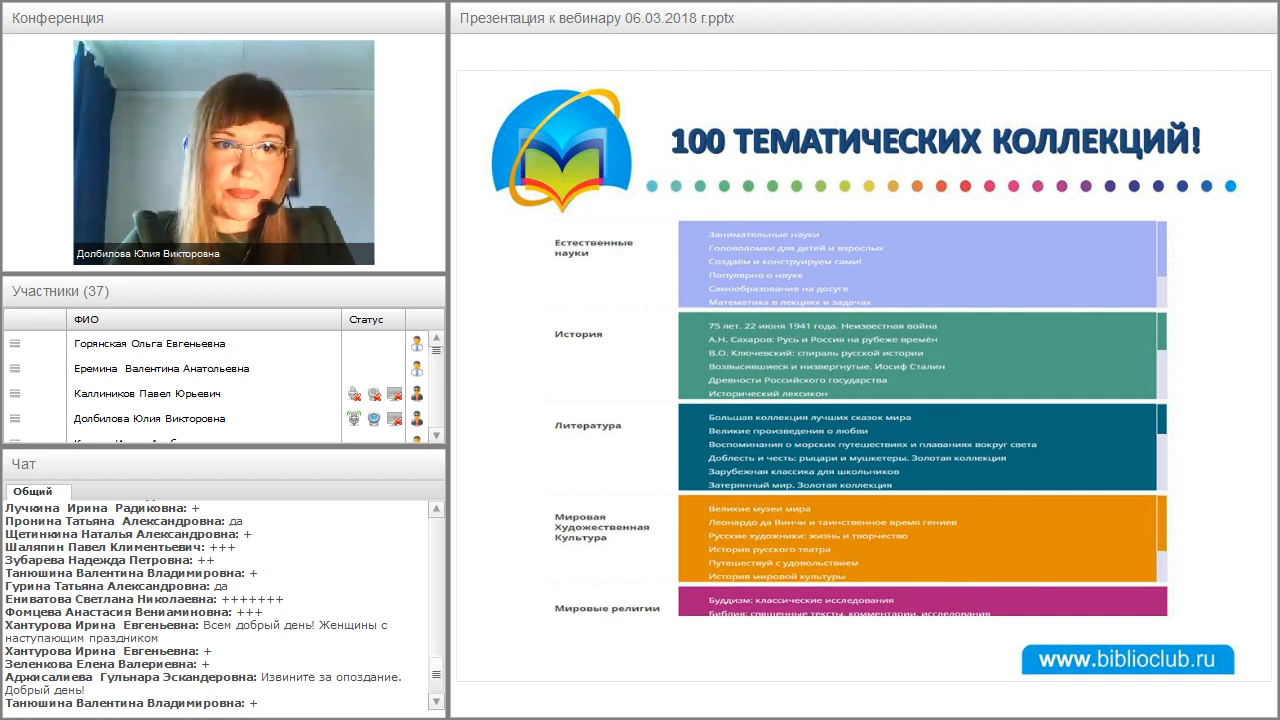 Конференция
Долбилова Юлия Викторовна
Участники (37)
ФИО
Статус
Горлевская Ольга Евгеньевна
Еркина Валентина Анатольевна
Каллиников Павел Юрьевич
Долбилова Юлия Викторовна
Чат
Общий
Лучкина Ирина Радиковна: +
Пронина Татьяна Александровна: да
Щенникова Наталья Александровна: +
Шаляпин Павел Климентьевич: +++
Зубарева Надежда Петровна: ++
Танюшина Валентина Владимировна: +
Горина Татьяна Александровна: да
Ениватова Светлана Николаевна: +++++++
Фомцева Анастасия Вениаминовна: +++
Хантурова Ирина Евгеньевна: Всем добрый день! Женщины с
наступающим праздником
Хантурова Ирина Евгеньевна: +
Зеленкова Елена Валериевна: +
Аджисалиева Гульнара Эскандеровна: Извините за опоздание.
Добрый день!
Танюшина Валентина Владимировна: +
Презентация к вебинару 06.03.2018 г.pptx
100 ТЕМАТИЧЕСКИХ КОЛЛЕКЦИЙ!
Естественные
науки
Занимательные науки
Головоломки для детей и взрослых
Создаём и конструируем сами!
Популярно о науке
Самообразование на досуге
Математика в лекциях и задачах
История
75 лет. 22 июня 1941 года. Неизвестная война
А.Н. Сахаров: Русь и Россия на рубеже времён
В.О. Ключевский: спираль русской истории
Возвысившиеся и низвергнутые. Иосиф Сталин
Древности Российского государства
Исторический лексикон
Литература
Большая коллекция лучших сказок мира
Великие произведения о любви
Воспоминания о морских путешествиях и плаваниях вокруг света
Доблесть и честь: рыцари и мушкетеры. Золотая коллекция
Зарубежная классика для школьников
Затерянный мир. Золотая коллекция
Мировая
Художественная
Культура
Великие музеи мира
Леонардо да Винчи и таинственное время гениев
Русские художники: жизнь и творчество
История русского театра
Путешествуй с удовольствием
История мировой культуры
Мировые религии
Буддизм: классические исследования
Библия: священные тексты, комментарии, исследования
www.biblioclub.ru